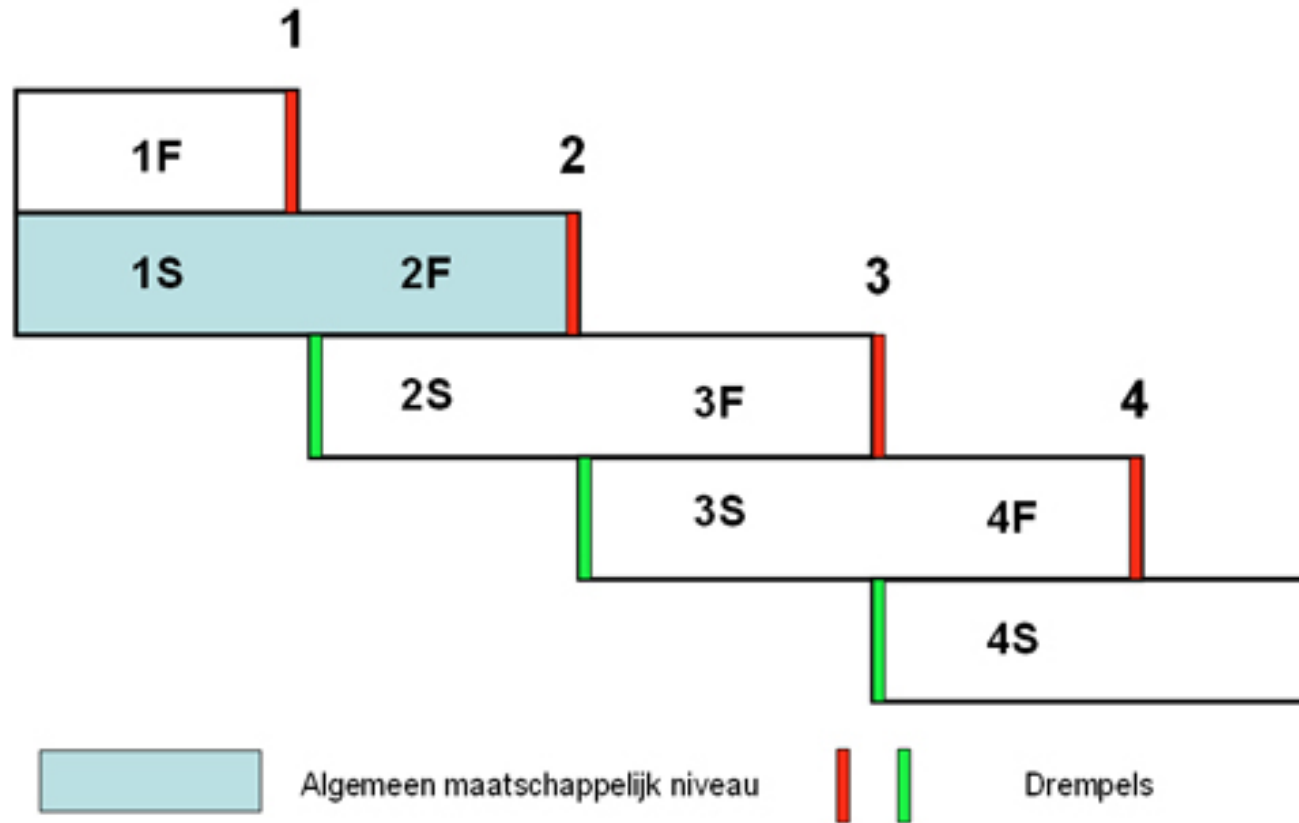 1
1F
2
1S 2F
3
2S 3F
4
3S 4F
4S
Algemeen maatschappelijk niveau Drempels